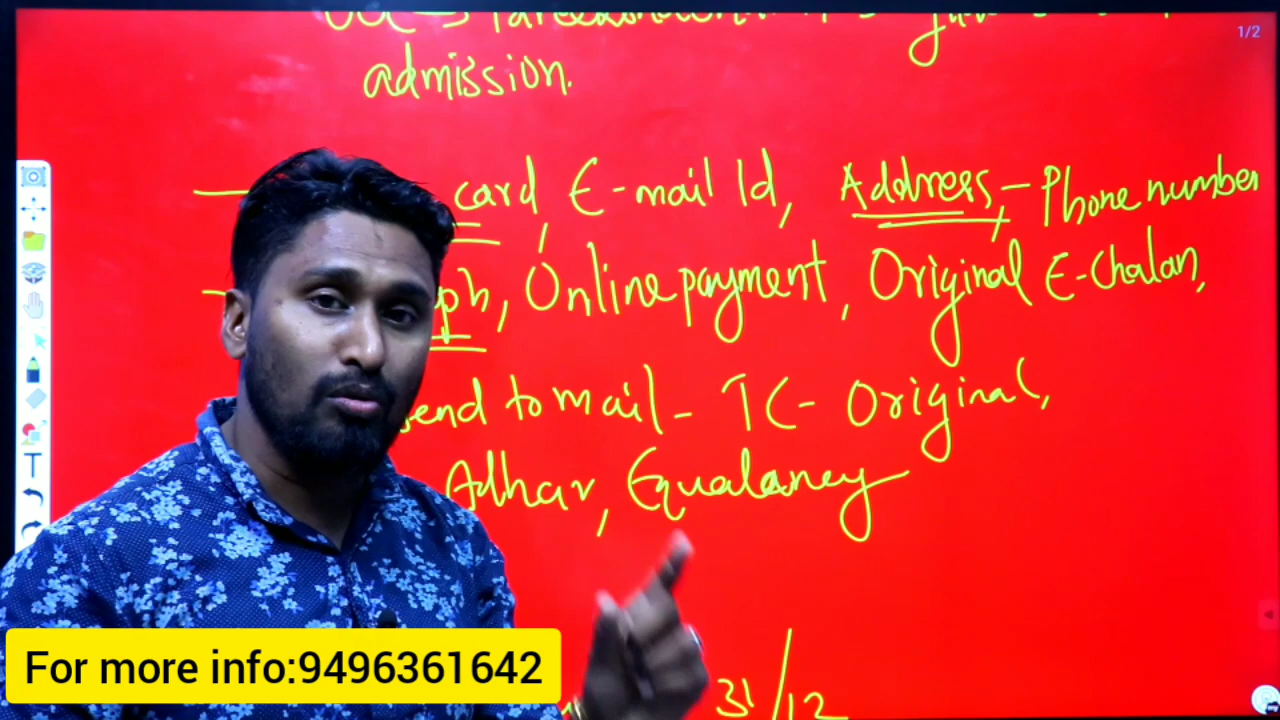 1/2
admission.
card, E-mail Id, Address, - Phone number
ph, Online payment, Original E-Chalan,
send to mail - TC - Original,
Adhar, Equalancy
31/12
T
For more info:9496361642